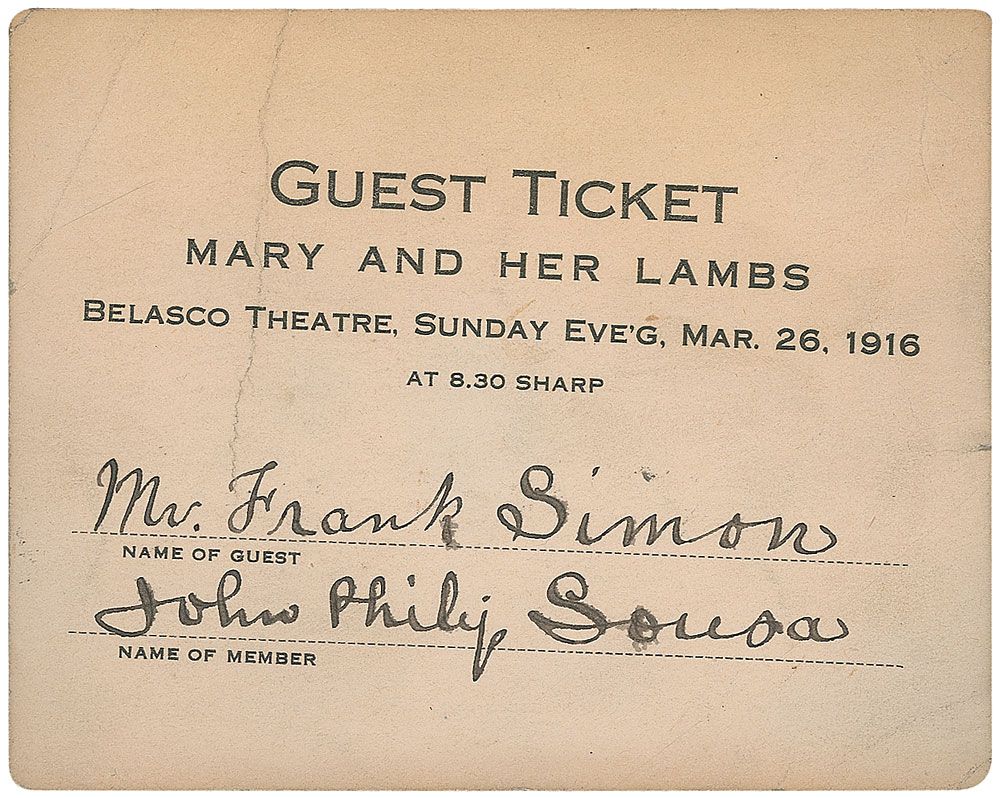 GUEST TICKET
MARY AND HER LAMBS
BELASCO THEATRE, SUNDAY EVE'G, MAR. 26, 1916
AT 8.30 SHARP
Mr. Frank Simon
NAME OF GUEST
John Philip Sousa
NAME OF MEMBER